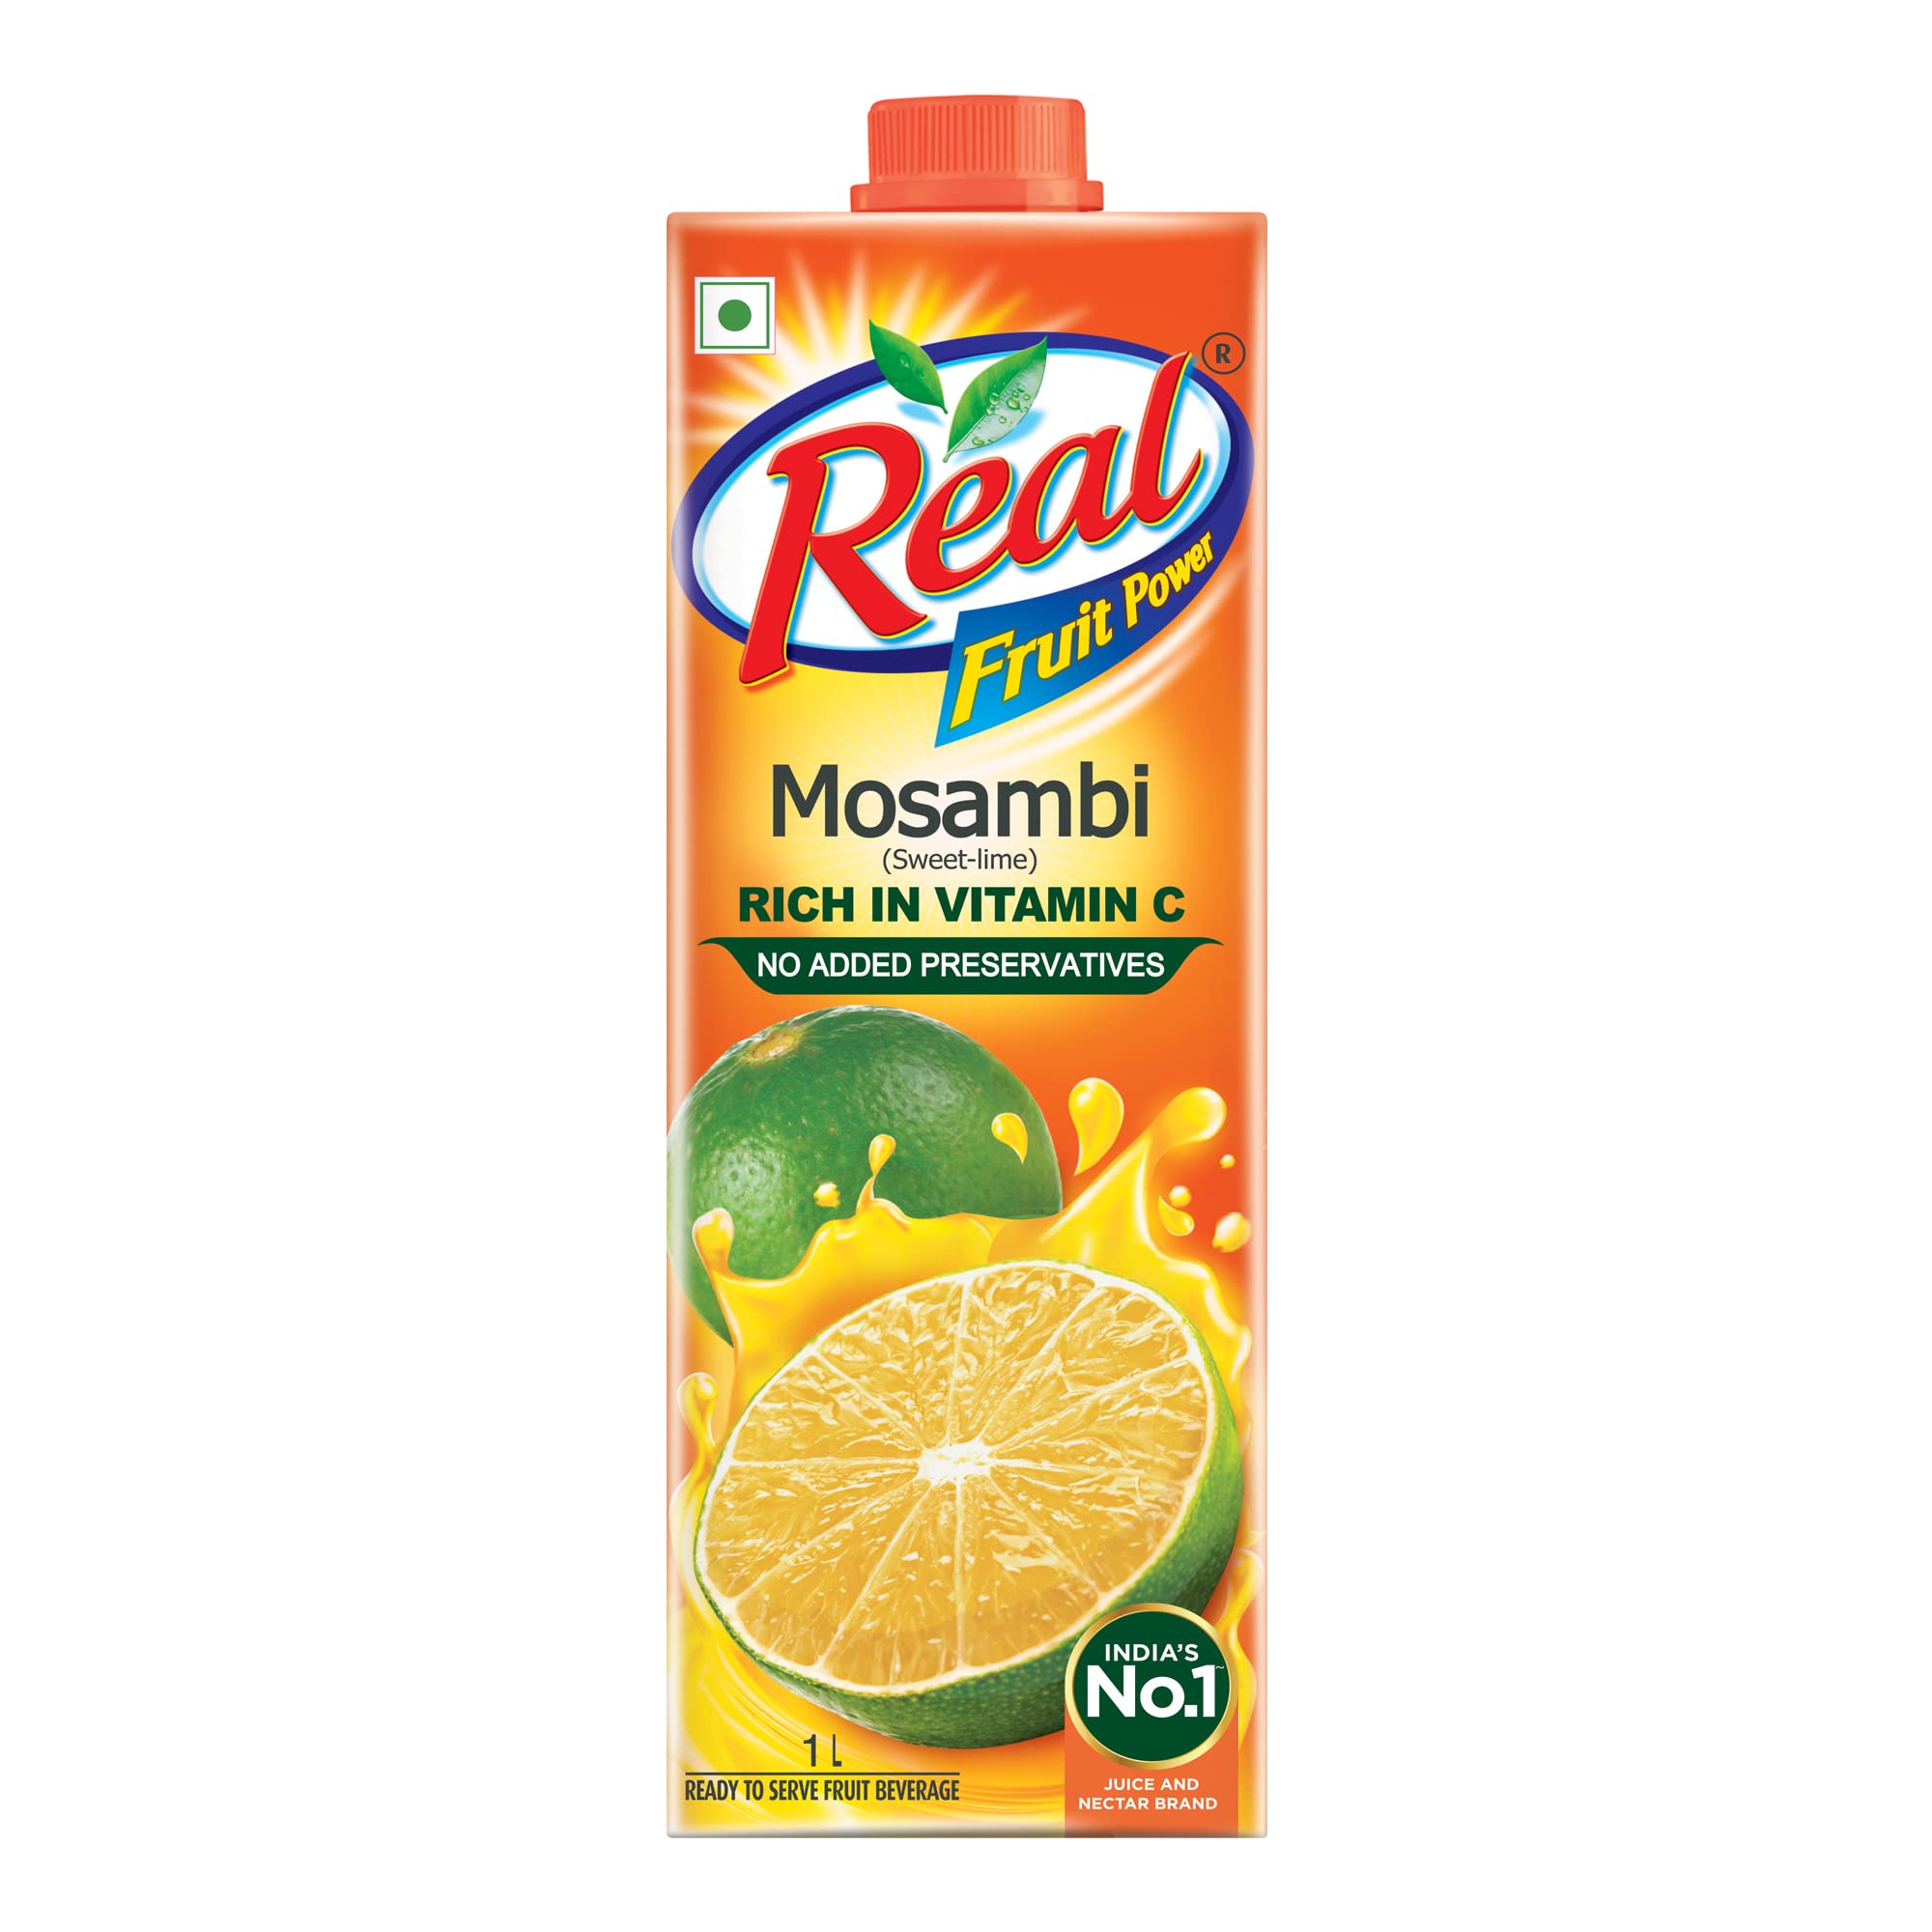 Real
®
Fruit Power
Mosambi
(Sweet-lime)
RICH IN VITAMIN C
NO ADDED PRESERVATIVES
INDIA'S
No.1~
1 L
READY TO SERVE FRUIT BEVERAGE
JUICE AND
NECTAR BRAND